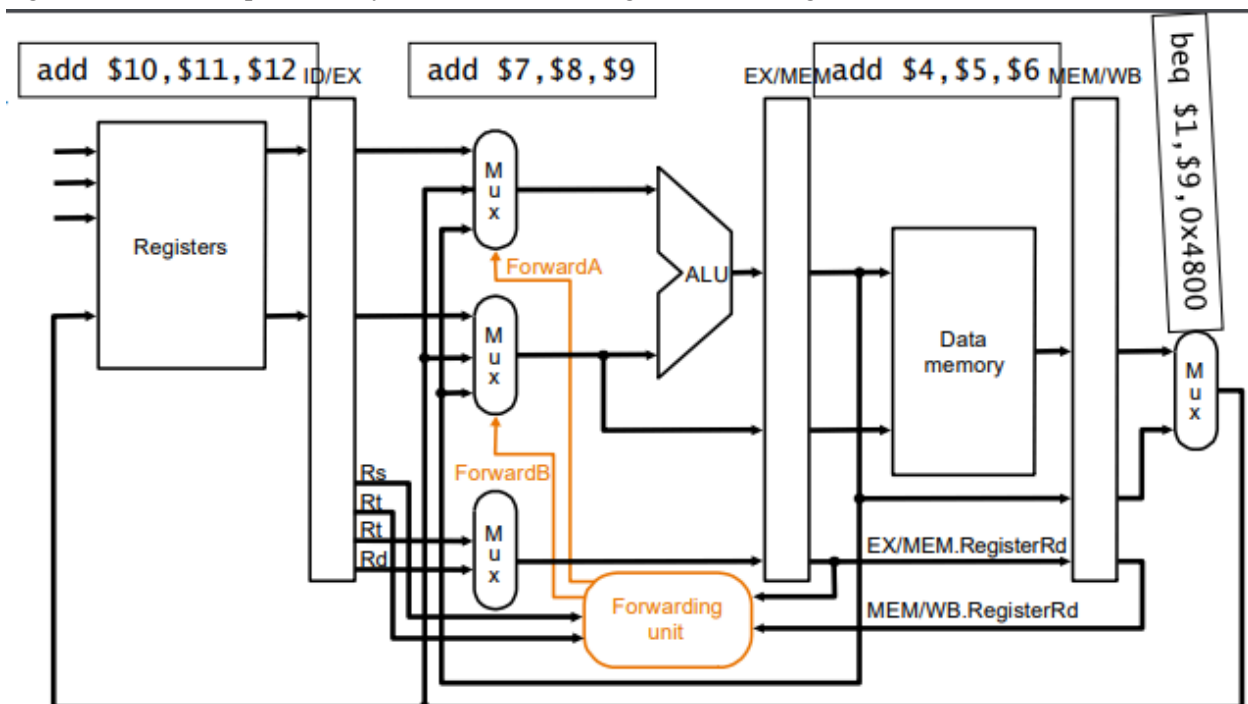 add $10,$11,$12
ID/EX
add $7,$8,$9
EX/MEM
add $4,$5,$6
MEM/WB
beq $1,$9,0x4800
Registers
Mux
ForwardA
ALU
Mux
Data
memory
Mux
ForwardB
Rs
Rt
Rt
Rd
Mux
EX/MEM.RegisterRd
Forwarding
unit
MEM/WB.RegisterRd